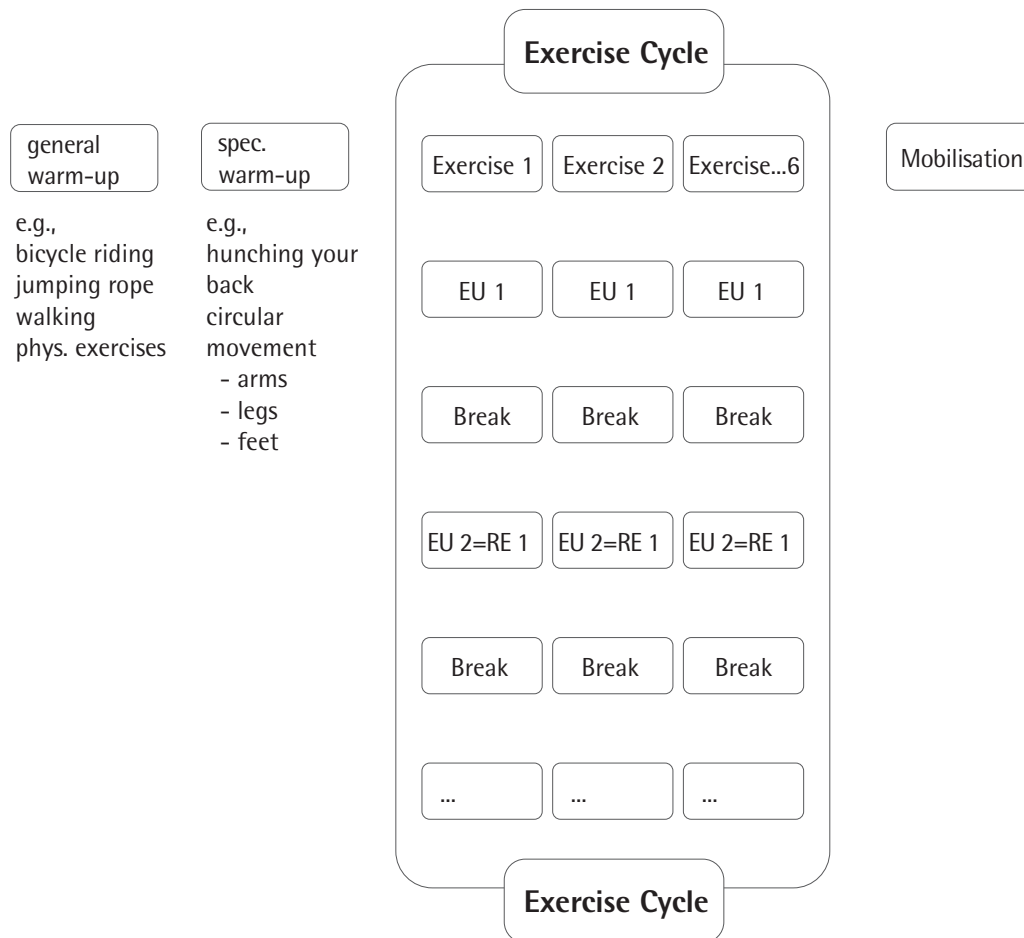 Exercise Cycle
general
warm-up
e.g.,
bicycle riding
jumping rope
walking
phys. exercises
spec.
warm-up
e.g.,
hunching your
back
circular
movement
- arms
- legs
- feet
Exercise 1 Exercise 2 Exercise...6
EU 1 EU 1 EU 1
Break Break Break
EU 2=RE 1 EU 2=RE 1 EU 2=RE 1
Break Break Break
... ... ...
Exercise Cycle
Mobilisation